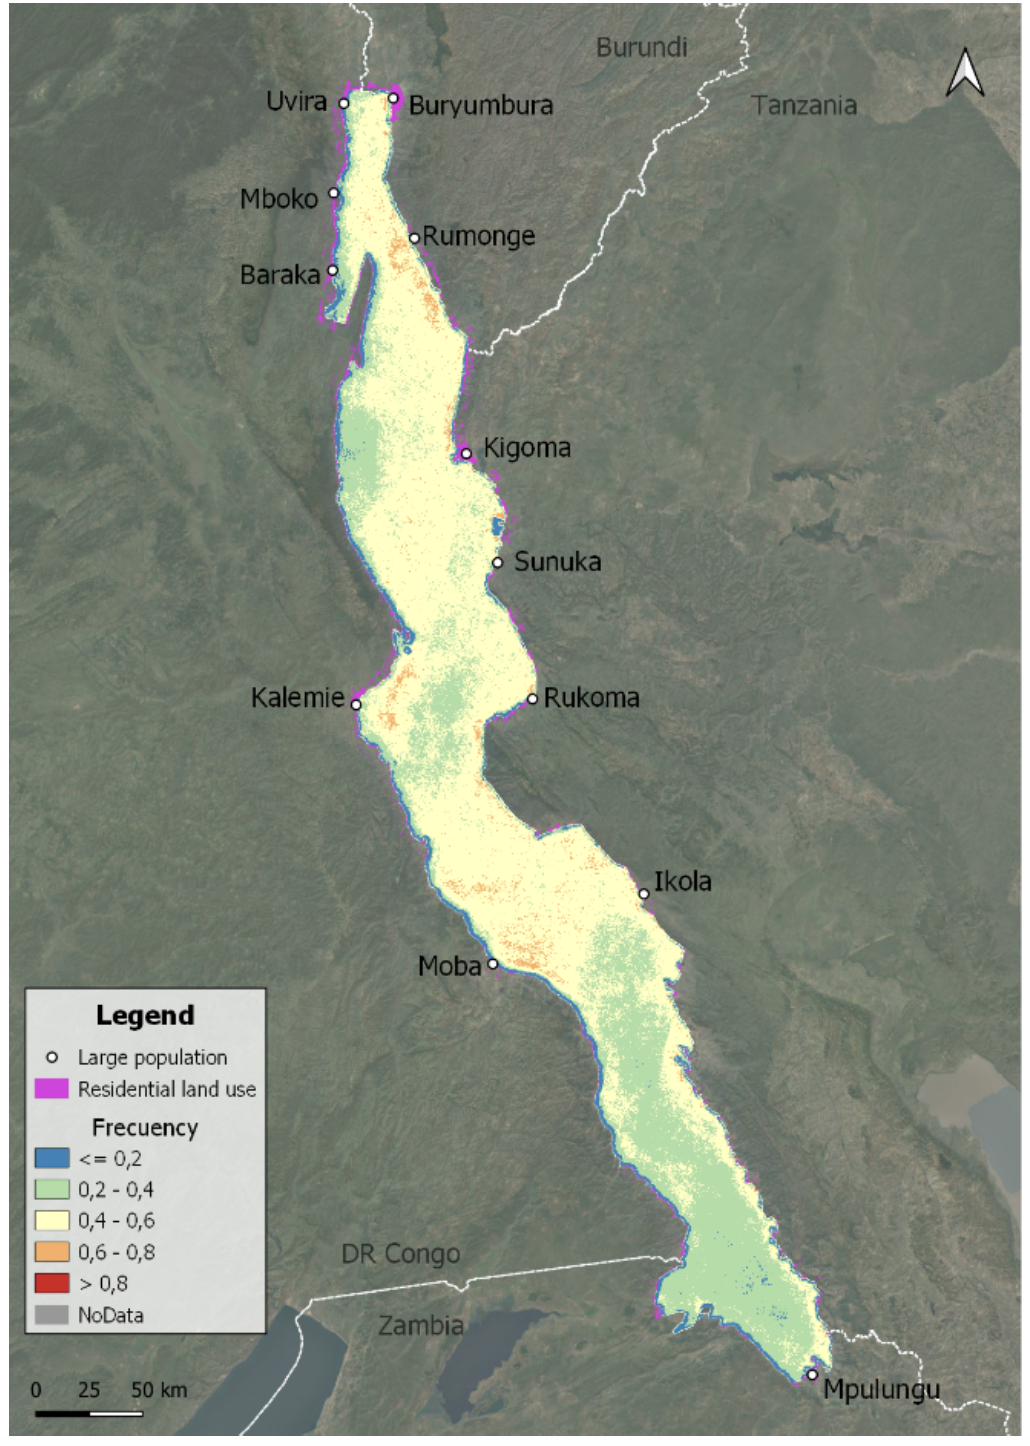 Burundi
Tanzania
Uvira
Buryumbura
Mboko
Rumonge
Baraka
Kigoma
Sunuka
Kalemie
Rukoma
Ikola
Moba
Legend
Large population
Residential land use
Frecuency
<= 0,2
0,2 - 0,4
0,4 - 0,6
0,6 - 0,8
> 0,8
NoData
DR Congo
Zambia
0 25 50 km
Mpulungu